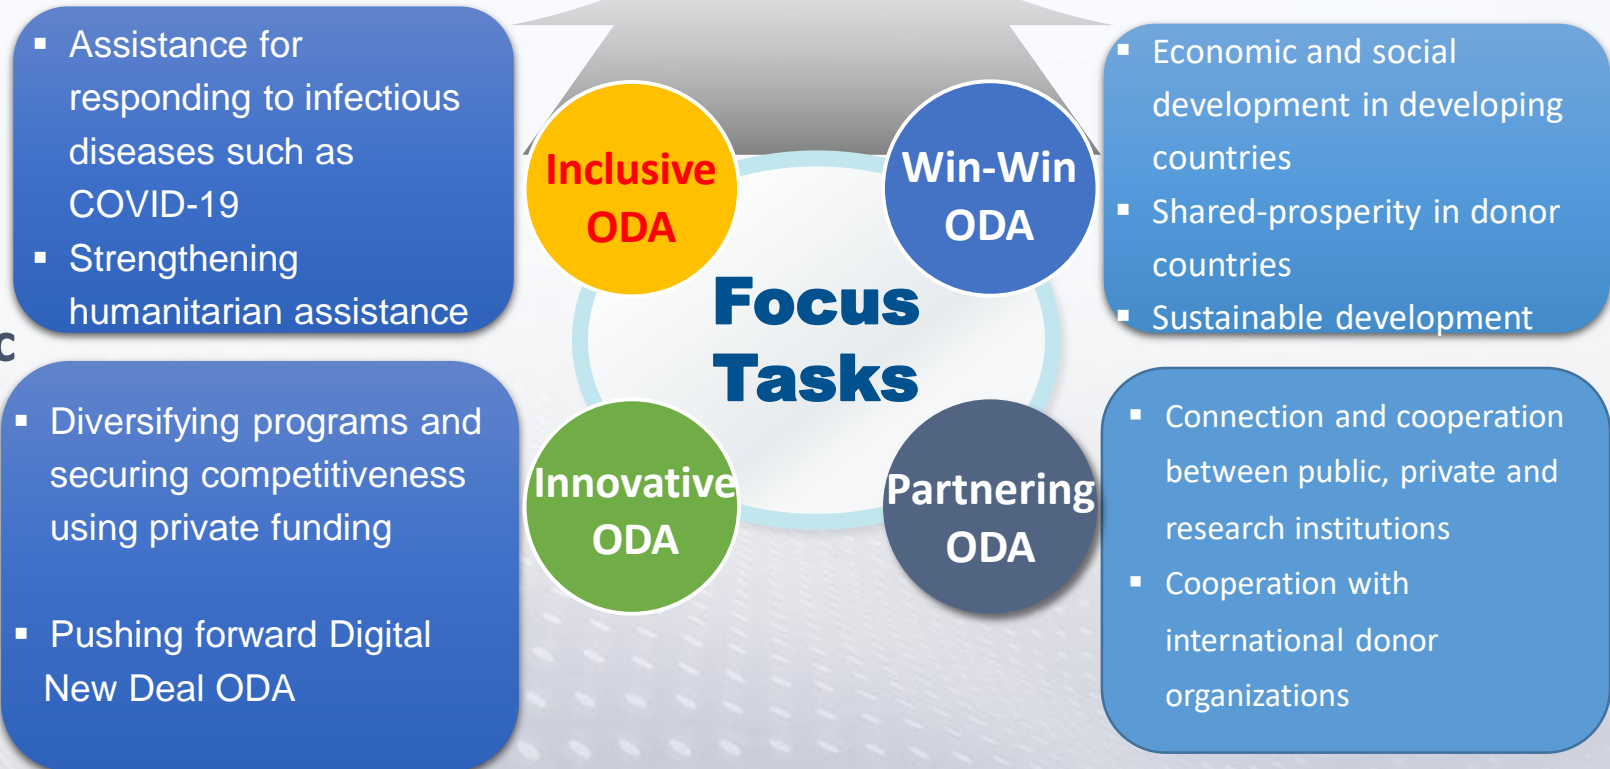 ▪ Assistance for
responding to infectious
diseases such as
COVID-19
▪ Strengthening
humanitarian assistance
Inclusive
ODA
Win-Win
ODA
▪ Economic and social
development in developing
countries
▪ Shared-prosperity in donor
countries
▪ Sustainable development
Focus
Tasks
c
▪ Diversifying programs and
securing competitiveness
using private funding
▪ Pushing forward Digital
New Deal ODA
Innovative
ODA
Partnering
ODA
▪ Connection and cooperation
between public, private and
research institutions
▪ Cooperation with
international donor
organizations